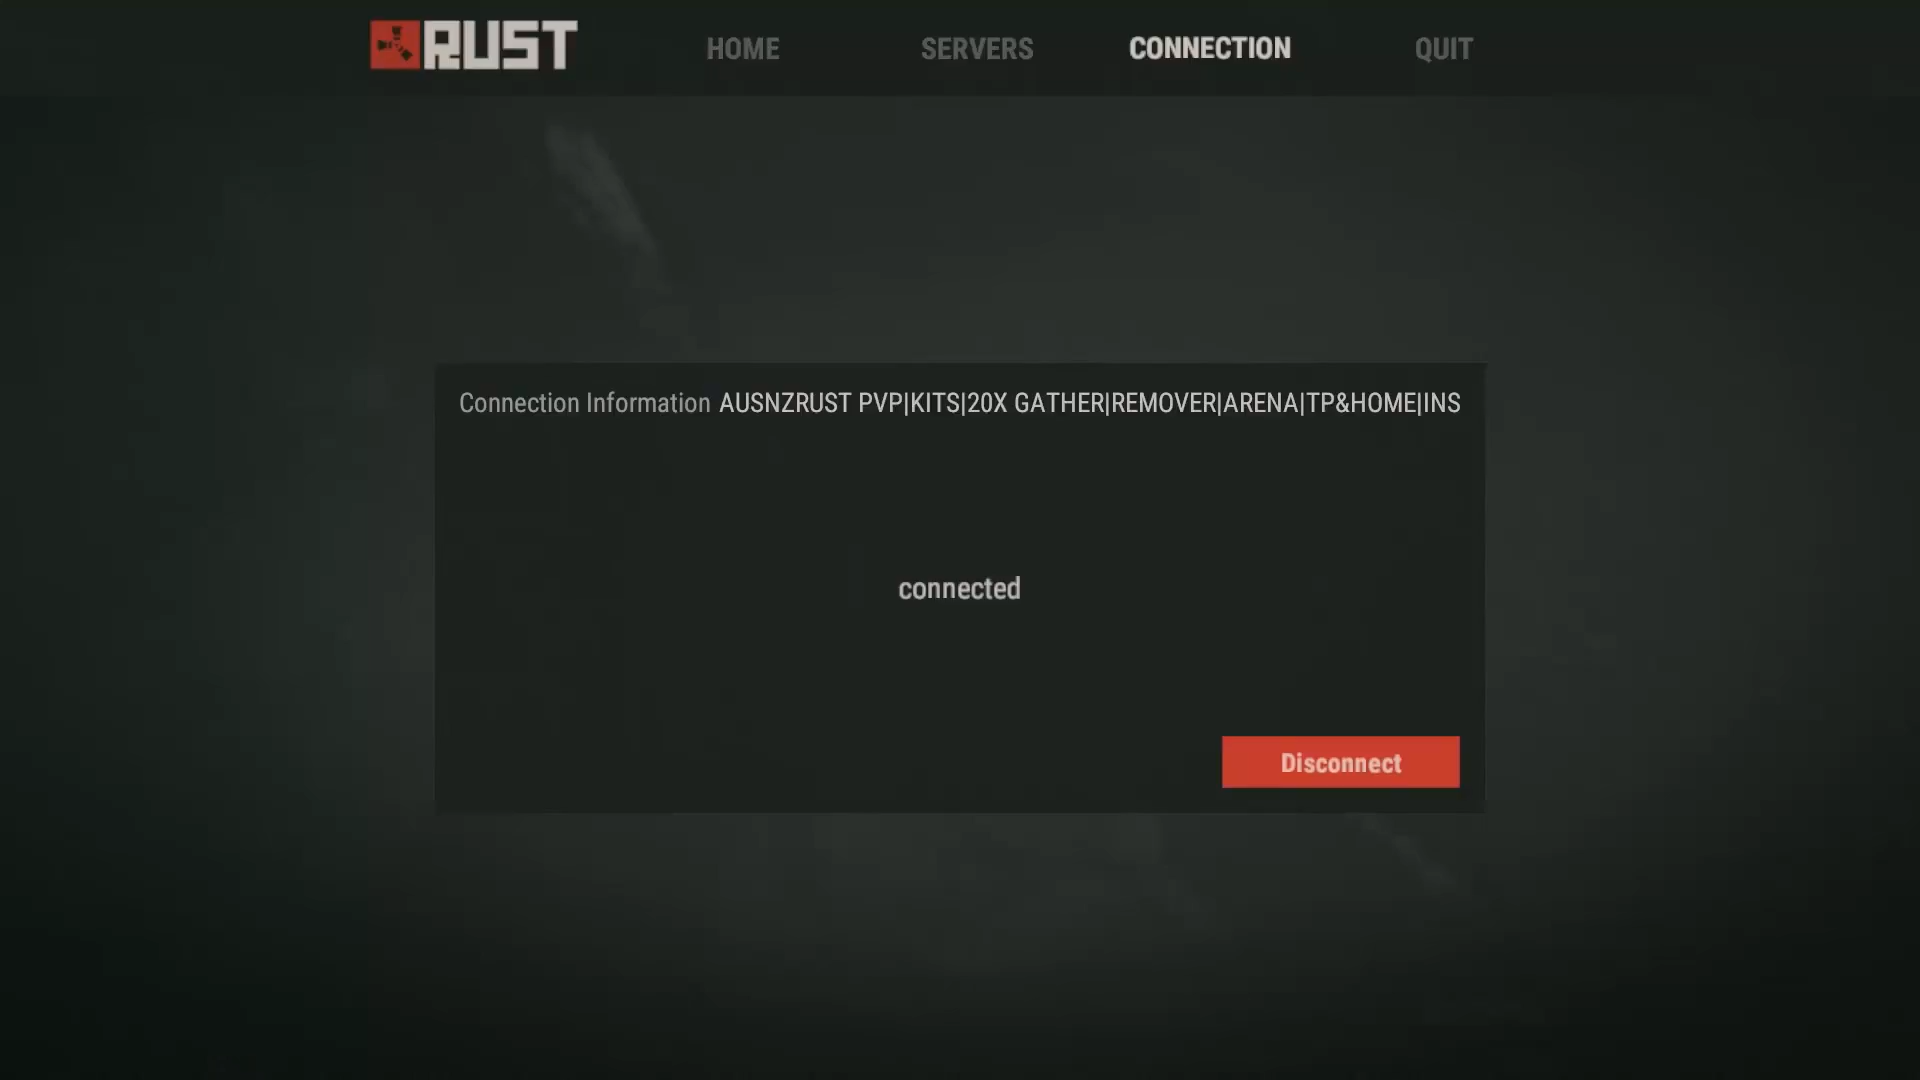 RUST HOME SERVERS CONNECTION QUIT
Connection Information AUSNZRUST PVP|KITS|20X GATHER|REMOVER|ARENA|TP&HOME|INS
connected
Disconnect